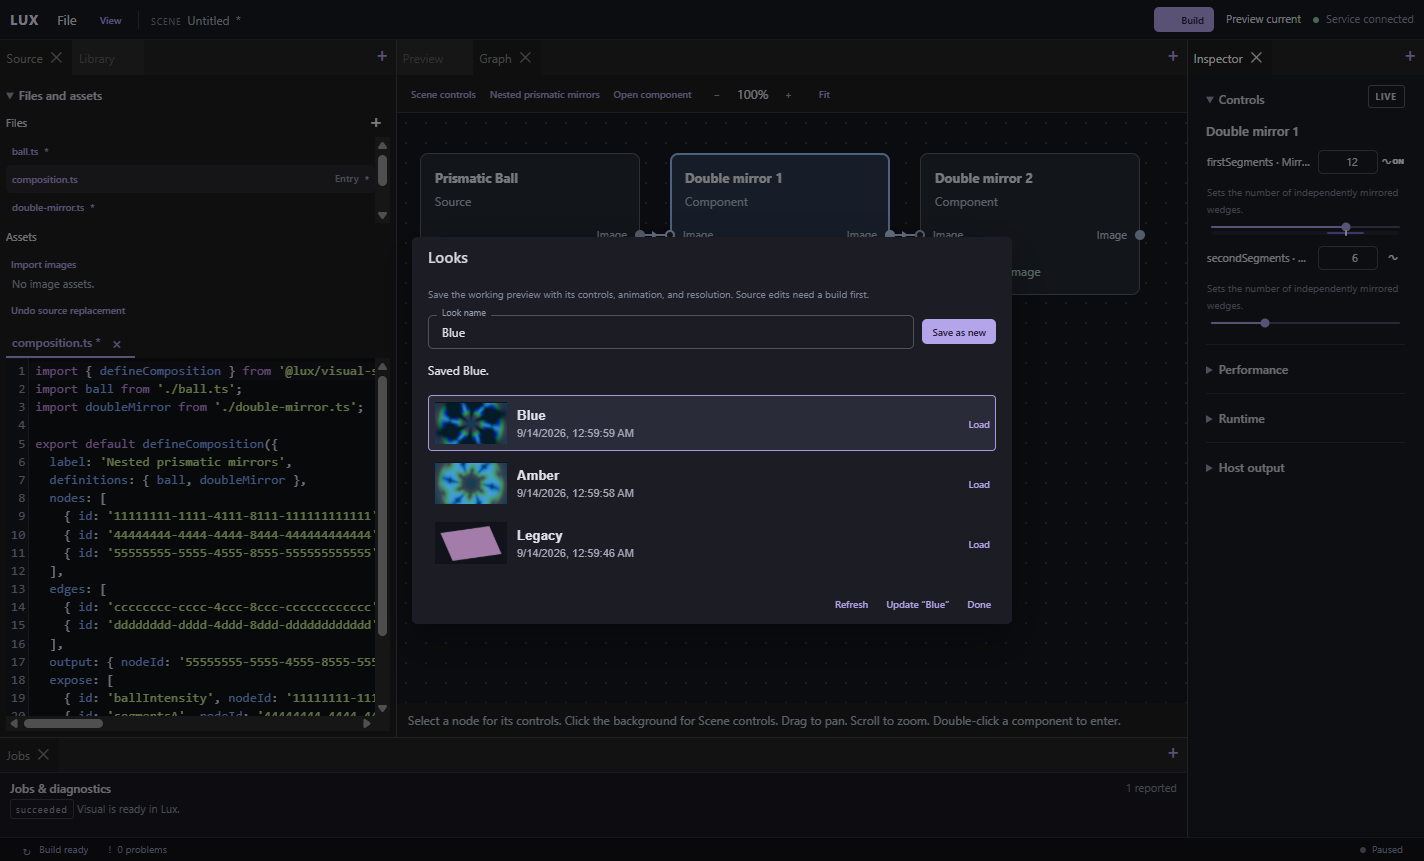 LUX File View SCENE Untitled * Build Preview current Service connected
Source Library
Files and assets
Files
ball.ts *
composition.ts Entry *
double-mirror.ts *
Assets
Import images
No image assets.
Undo source replacement
composition.ts *
1 import { defineComposition } from '@lux/visual-s
2 import ball from './ball.ts';
3 import doubleMirror from './double-mirror.ts';
4
5 export default defineComposition({
6 label: 'Nested prismatic mirrors',
7 definitions: { ball, doubleMirror },
8 nodes: [
9 { id: '11111111-1111-4111-8111-111111111111'
10 { id: '44444444-4444-4444-8444-444444444444'
11 { id: '55555555-5555-4555-8555-555555555555'
12 ],
13 edges: [
14 { id: 'cccccccc-cccc-4ccc-8ccc-cccccccccccc'
15 { id: 'dddddddd-dddd-4ddd-8ddd-dddddddddddd'
16 ],
17 output: { nodeId: '55555555-5555-4555-8555-555
18 expose: [
19 { id: 'ballIntensity', nodeId: '11111111-111
20 { id: 'segmentsA', nodeId: '44444444-4444-44
Preview Graph
Scene controls Nested prismatic mirrors Open component − 100% + Fit
Prismatic Ball
Source
Image
Double mirror 1
Component
Image Image
Double mirror 2
Component
Image Image
Image
Looks
Save the working preview with its controls, animation, and resolution. Source edits need a build first.
Look name
Blue
Save as new
Saved Blue.
Blue
9/14/2026, 12:59:59 AM
Load
Amber
9/14/2026, 12:59:58 AM
Load
Legacy
9/14/2026, 12:59:46 AM
Load
Refresh Update “Blue” Done
Select a node for its controls. Click the background for Scene controls. Drag to pan. Scroll to zoom. Double-click a component to enter.
Inspector
Controls LIVE
Double mirror 1
firstSegments · Mirr... 12 ON
Sets the number of independently mirrored
wedges.
secondSegments · ... 6
Sets the number of independently mirrored
wedges.
Performance
Runtime
Host output
Jobs
Jobs & diagnostics 1 reported
succeeded Visual is ready in Lux.
Build ready ! 0 problems Paused